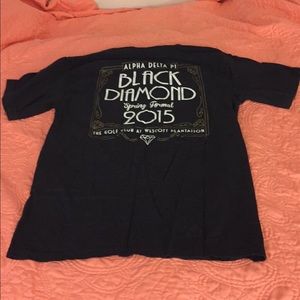 ALPHA DELTA PI
BLACK
DIAMOND
Spring Formal
2015
THE GOLF CLUB AT WESCOTT PLANTATION